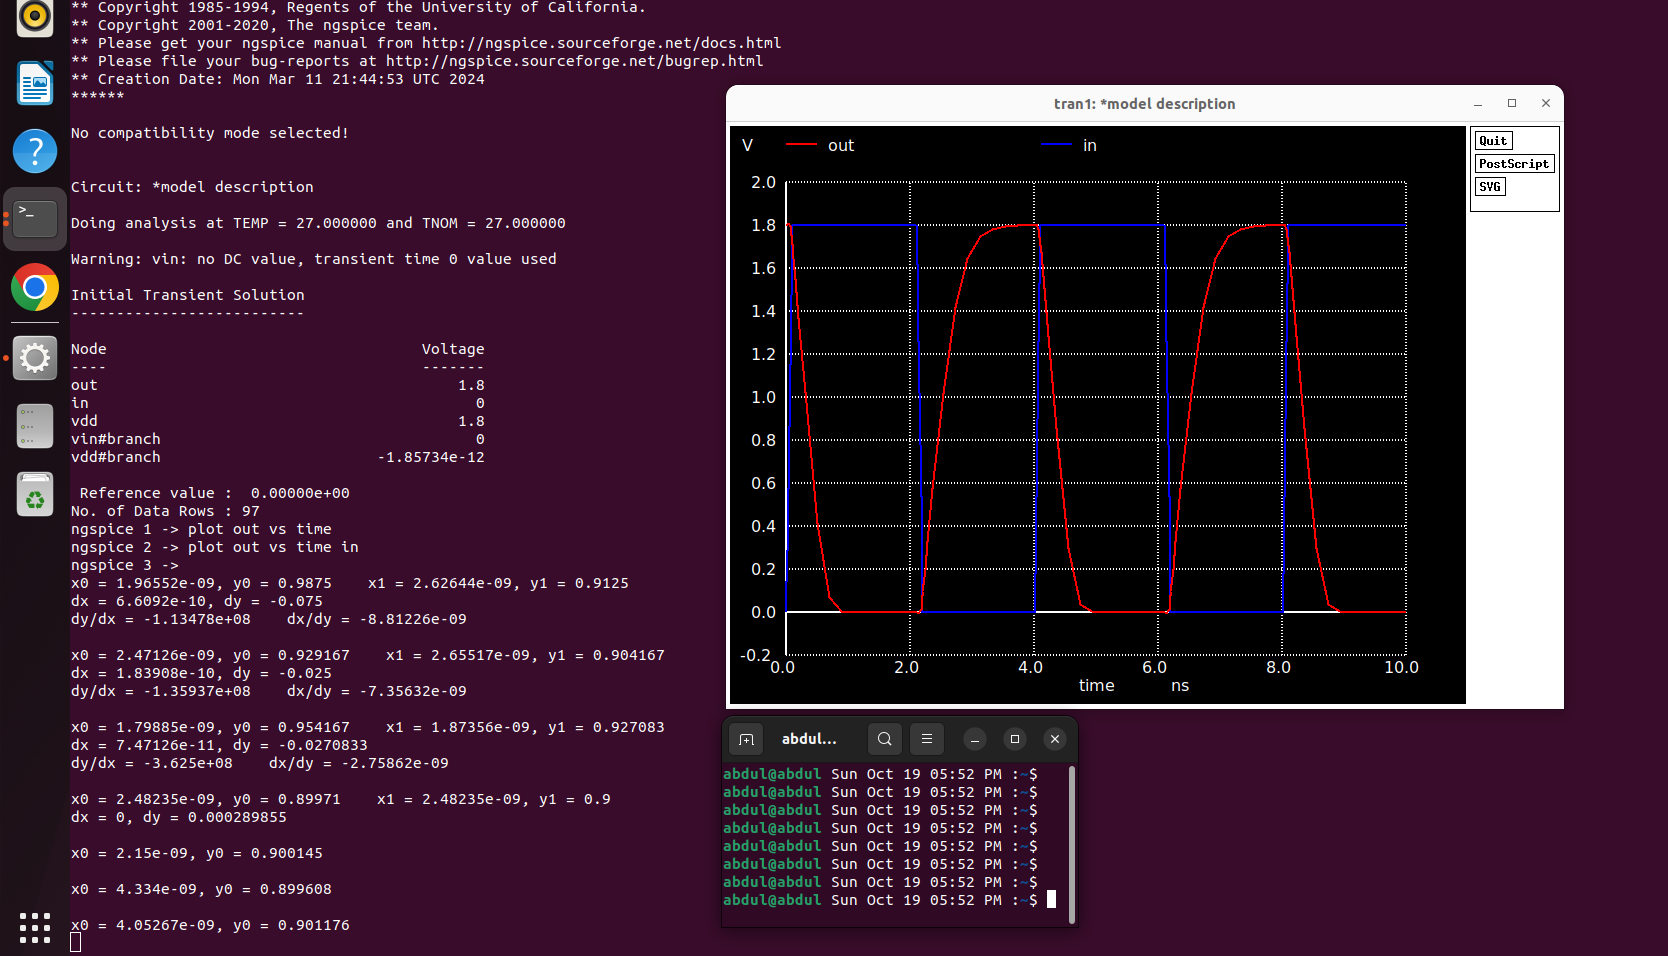 ** Copyright 1985-1994, Regents of the University of California.
** Copyright 2001-2020, The ngspice team.
** Please get your ngspice manual from http://ngspice.sourceforge.net/docs.html
** Please file your bug-reports at http://ngspice.sourceforge.net/bugrep.html
** Creation Date: Mon Mar 11 21:44:53 UTC 2024
******
No compatibility mode selected!
Circuit: *model description
Doing analysis at TEMP = 27.000000 and TNOM = 27.000000
Warning: vin: no DC value, transient time 0 value used
Initial Transient Solution
--------------------------
Node Voltage
---- -------
out 1.8
in 0
vdd 1.8
vin#branch 0
vdd#branch -1.85734e-12
Reference value : 0.00000e+00
No. of Data Rows : 97
ngspice 1 -> plot out vs time
ngspice 2 -> plot out vs time in
ngspice 3 ->
x0 = 1.96552e-09, y0 = 0.9875 x1 = 2.62644e-09, y1 = 0.9125
dx = 6.6092e-10, dy = -0.075
dy/dx = -1.13478e+08 dx/dy = -8.81226e-09
x0 = 2.47126e-09, y0 = 0.929167 x1 = 2.65517e-09, y1 = 0.904167
dx = 1.83908e-10, dy = -0.025
dy/dx = -1.35937e+08 dx/dy = -7.35632e-09
x0 = 1.79885e-09, y0 = 0.954167 x1 = 1.87356e-09, y1 = 0.927083
dx = 7.47126e-11, dy = -0.0270833
dy/dx = -3.625e+08 dx/dy = -2.75862e-09
x0 = 2.48235e-09, y0 = 0.89971 x1 = 2.48235e-09, y1 = 0.9
dx = 0, dy = 0.000289855
x0 = 2.15e-09, y0 = 0.900145
x0 = 4.334e-09, y0 = 0.899608
x0 = 4.05267e-09, y0 = 0.901176
tran1: *model description
V out in
Quit
PostScript
SVG
2.0
1.8
1.6
1.4
1.2
1.0
0.8
0.6
0.4
0.2
0.0
-0.2
0.0 2.0 4.0 6.0 8.0 10.0
time ns
abdul...
abdul@abdul Sun Oct 19 05:52 PM :~$
abdul@abdul Sun Oct 19 05:52 PM :~$
abdul@abdul Sun Oct 19 05:52 PM :~$
abdul@abdul Sun Oct 19 05:52 PM :~$
abdul@abdul Sun Oct 19 05:52 PM :~$
abdul@abdul Sun Oct 19 05:52 PM :~$
abdul@abdul Sun Oct 19 05:52 PM :~$
abdul@abdul Sun Oct 19 05:52 PM :~$